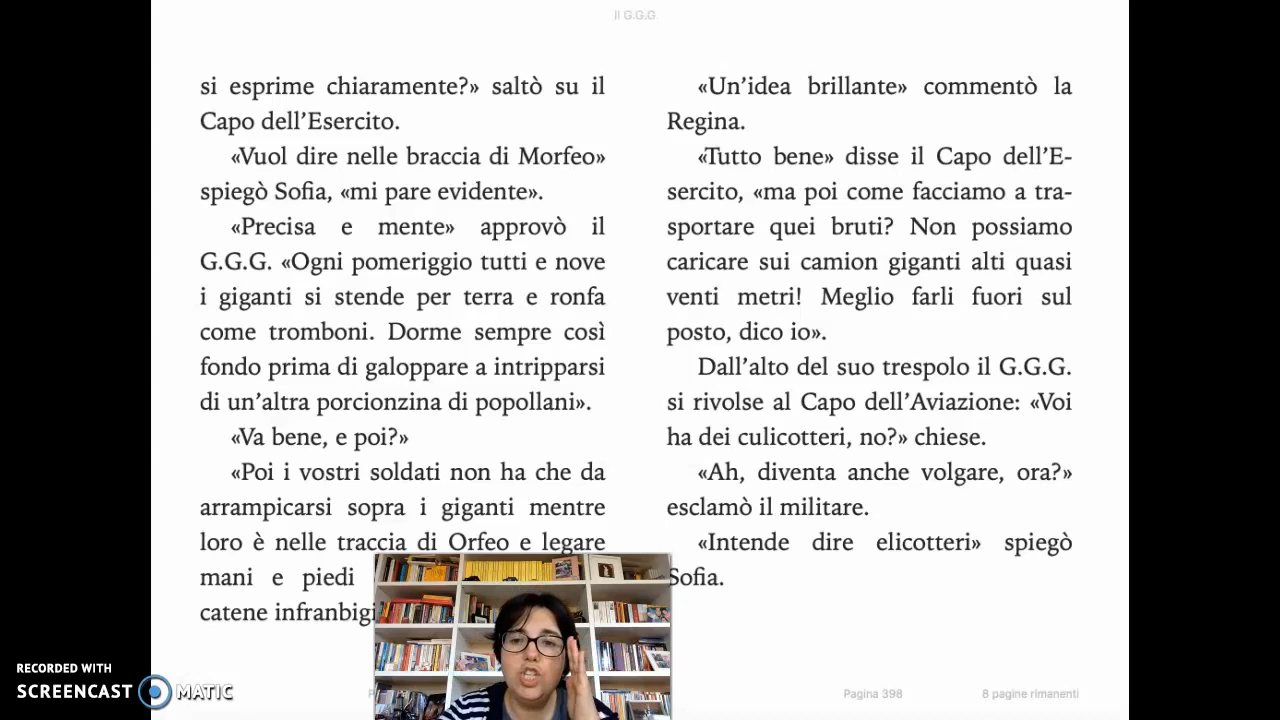 Il G.G.G.
si esprime chiaramente?» saltò su il
Capo dell'Esercito.
«Vuol dire nelle braccia di Morfeo»
spiegò Sofia, «mi pare evidente».
«Precisa e mente» approvò il
G.G.G. «Ogni pomeriggio tutti e nove
i giganti si stende per terra e ronfa
come tromboni. Dorme sempre così
fondo prima di galoppare a intripparsi
di un'altra porcionzina di popollani».
«Va bene, e poi?»
«Poi i vostri soldati non ha che da
arrampicarsi sopra i giganti mentre
loro è nelle traccia di Orfeo e legare
mani e piedi
catene
«Un'idea brillante» commentò la
Regina.
«Tutto bene» disse il Capo dell'E-
sercito, «ma poi come facciamo a tra-
sportare quei bruti? Non possiamo
caricare sui camion giganti alti quasi
venti metri! Meglio farli fuori sul
posto, dico io».
Dall'alto del suo trespolo il G.G.G.
si rivolse al Capo dell'Aviazione: «Voi
ha dei culicotteri, no?» chiese.
«Ah, diventa anche volgare, ora?»
esclamò il militare.
«Intende dire elicotteri» spiegò
Sofia.
Pagina 398
8 pagine rimanenti
RECORDED WITH
SCREENCAST MATIC